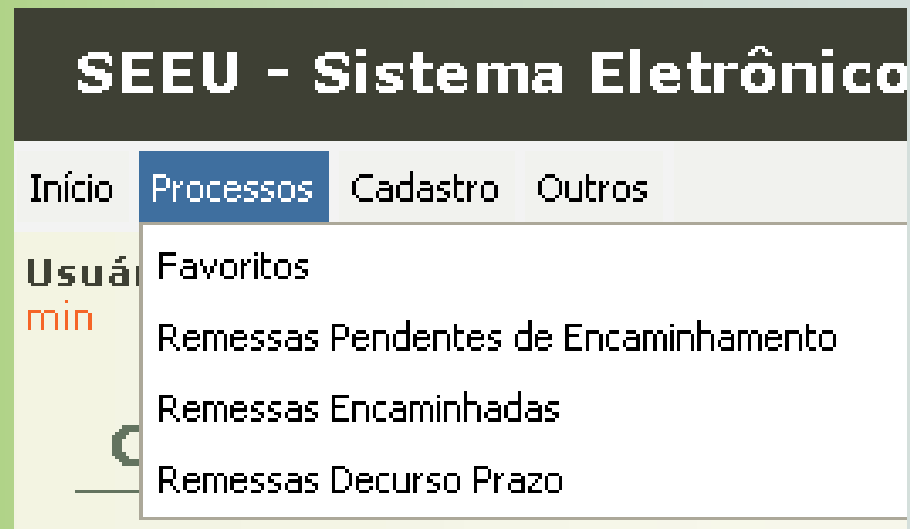 SEEU - Sistema Eletrônico
Início Processos Cadastro Outros
Favoritos
min
Remessas Pendentes de Encaminhamento
Remessas Encaminhadas
Remessas Decurso Prazo